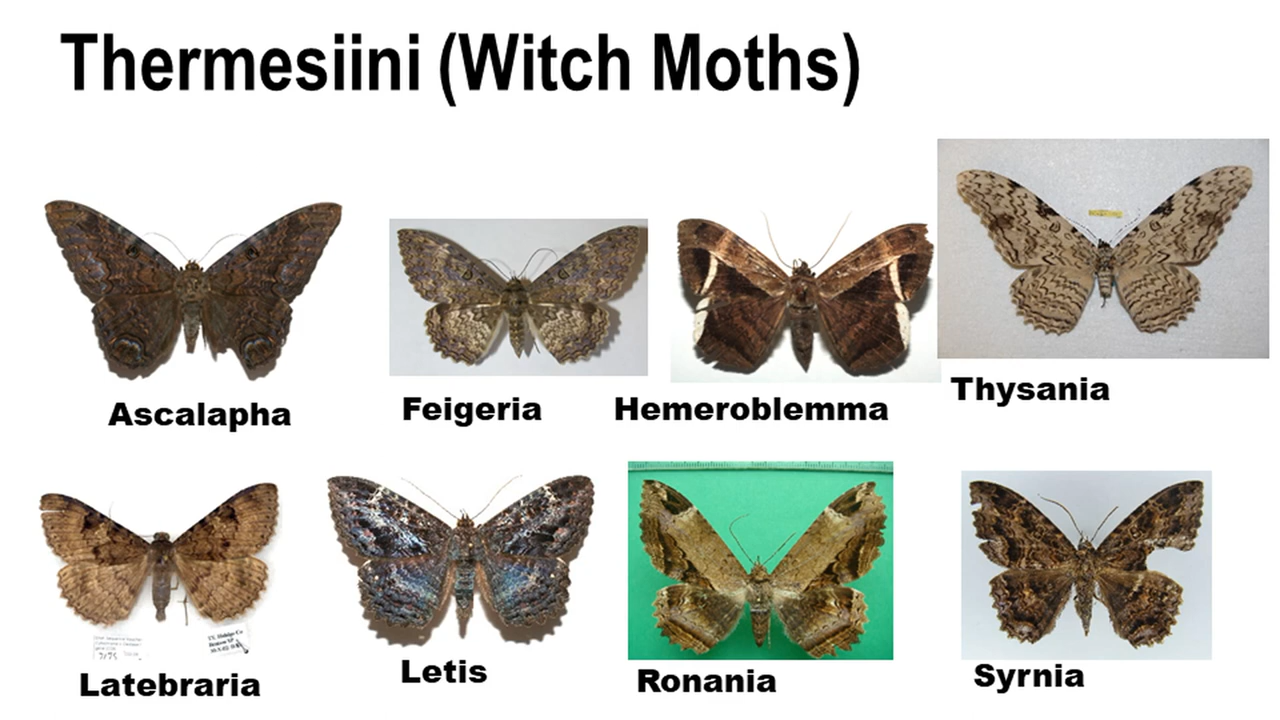 Thermesiini (Witch Moths)
Ascalapha
Feigeria
Hemeroblemma
Thysania
Latebraria
Letis
Ronania
Syrnia